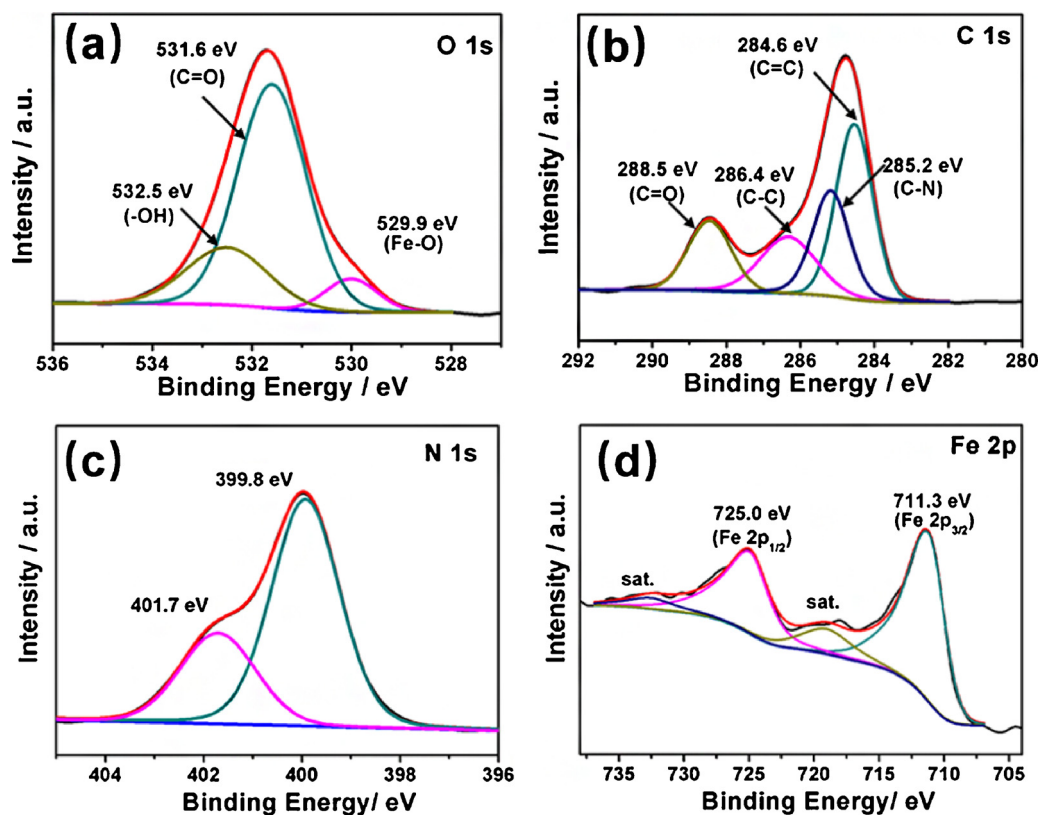 (a)
O 1s
531.6 eV
(C=O)
532.5 eV
(-OH)
529.9 eV
(Fe-O)
Intensity / a.u.
536 534 532 530 528
Binding Energy / eV
(b)
C 1s
284.6 eV
(C=C)
288.5 eV
(C=O)
286.4 eV
(C-C)
285.2 eV
(C-N)
Intensity / a.u.
292 290 288 286 284 282 280
Binding Energy / eV
(c)
N 1s
399.8 eV
401.7 eV
Intensity / a.u.
404 402 400 398 396
Binding Energy/ eV
(d)
Fe 2p
725.0 eV
(Fe 2p1/2)
711.3 eV
(Fe 2p3/2)
sat.
sat.
Intensity / a.u.
735 730 725 720 715 710 705
Binding Energy/ eV